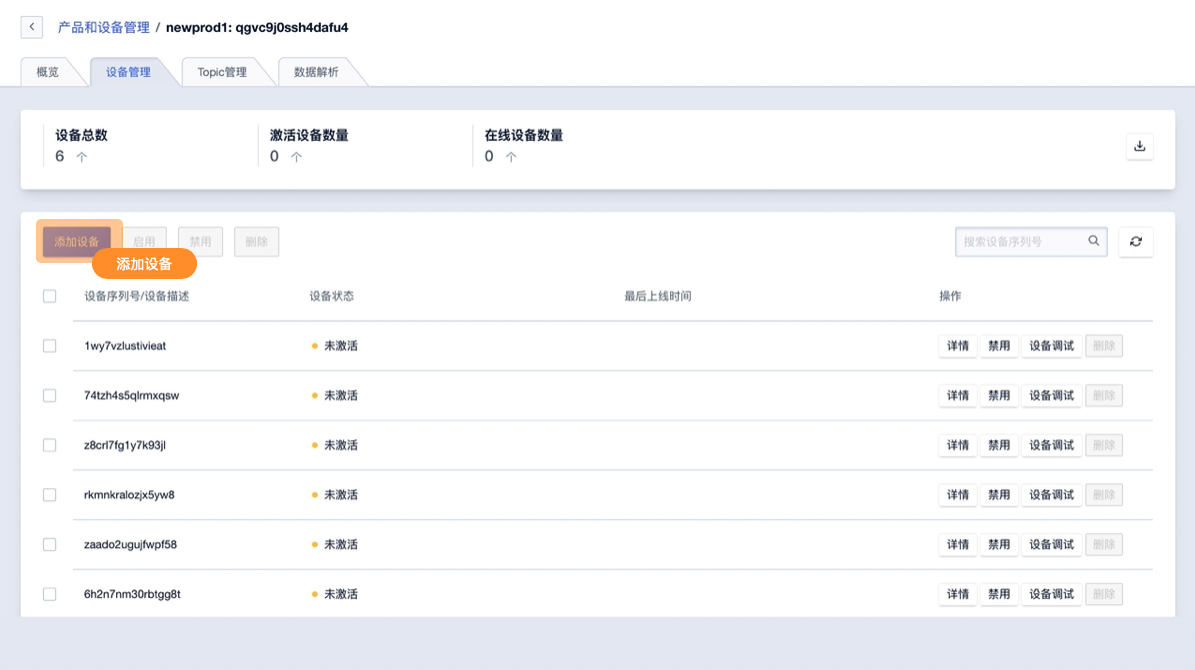 产品和设备管理 / newprod1: qgvc9j0ssh4dafu4
概览 设备管理 Topic管理 数据解析
设备总数 激活设备数量 在线设备数量
6 个 0 个 0 个
添加设备 启用 禁用 删除 搜索设备序列号
添加设备
设备序列号/设备描述 设备状态 最后上线时间 操作
1wy7vzlustivieat 未激活 详情 禁用 设备调试 删除
74tzh4s5qlrmxqsw 未激活 详情 禁用 设备调试 删除
z8crl7fg1y7k93jl 未激活 详情 禁用 设备调试 删除
rkmnkralozjx5yw8 未激活 详情 禁用 设备调试 删除
zaado2ugujfwpf58 未激活 详情 禁用 设备调试 删除
6h2n7nm30rbtgg8t 未激活 详情 禁用 设备调试 删除